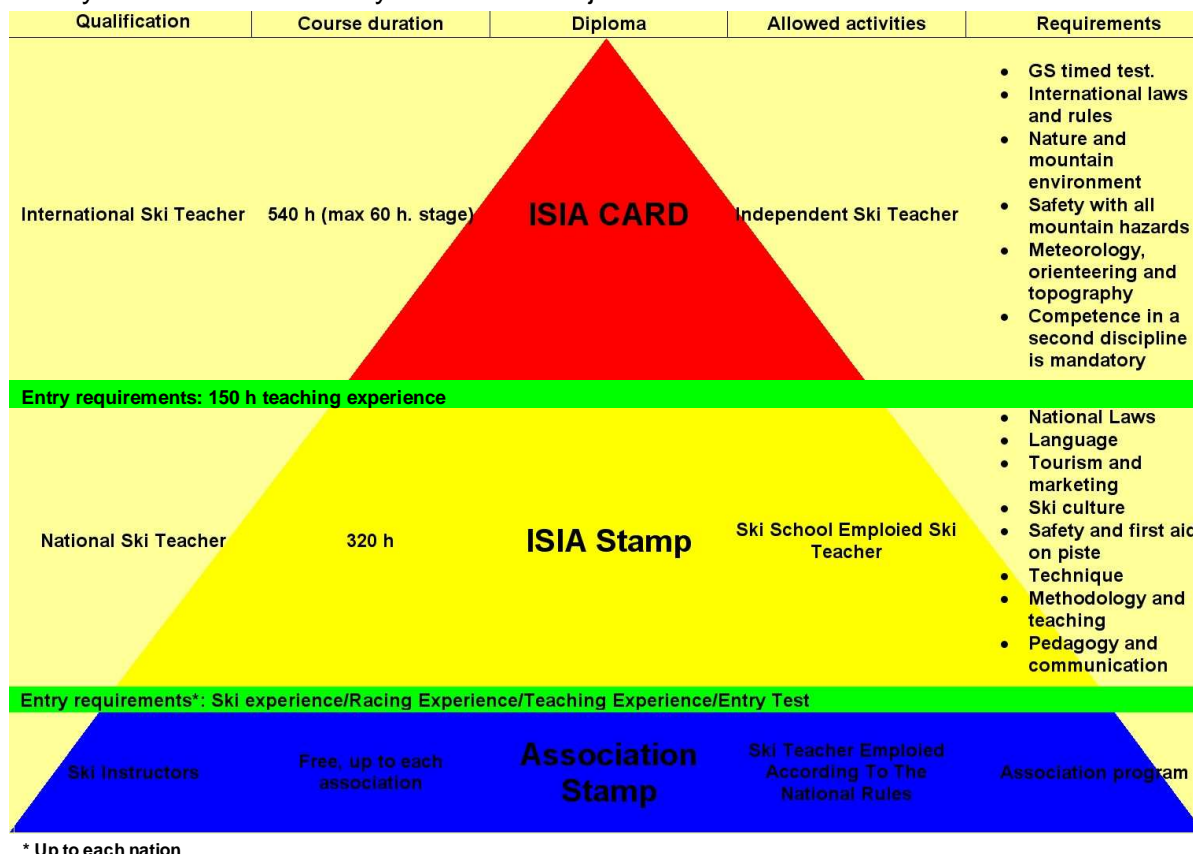 Qualification Course duration Diploma Allowed activities Requirements
• GS timed test.
• International laws
and rules
• Nature and
mountain
environment
International Ski Teacher 540 h (max 60 h. stage) ISIA CARD Independent Ski Teacher
• Safety with all
mountain hazards
• Meteorology,
orienteering and
topography
• Competence in a
second discipline
is mandatory
Entry requirements: 150 h teaching experience
• National Laws
• Language
• Tourism and
marketing
• Ski culture
National Ski Teacher 320 h ISIA Stamp Ski School Emploied Ski
Teacher
• Safety and first aid
on piste
• Technique
• Methodology and
teaching
• Pedagogy and
communication
Entry requirements*: Ski experience/Racing Experience/Teaching Experience/Entry Test
Ski Instructors
Free, up to each
association
Association
Stamp
Ski Teacher Emploied
According To The
National Rules
Association program
* Up to each nation